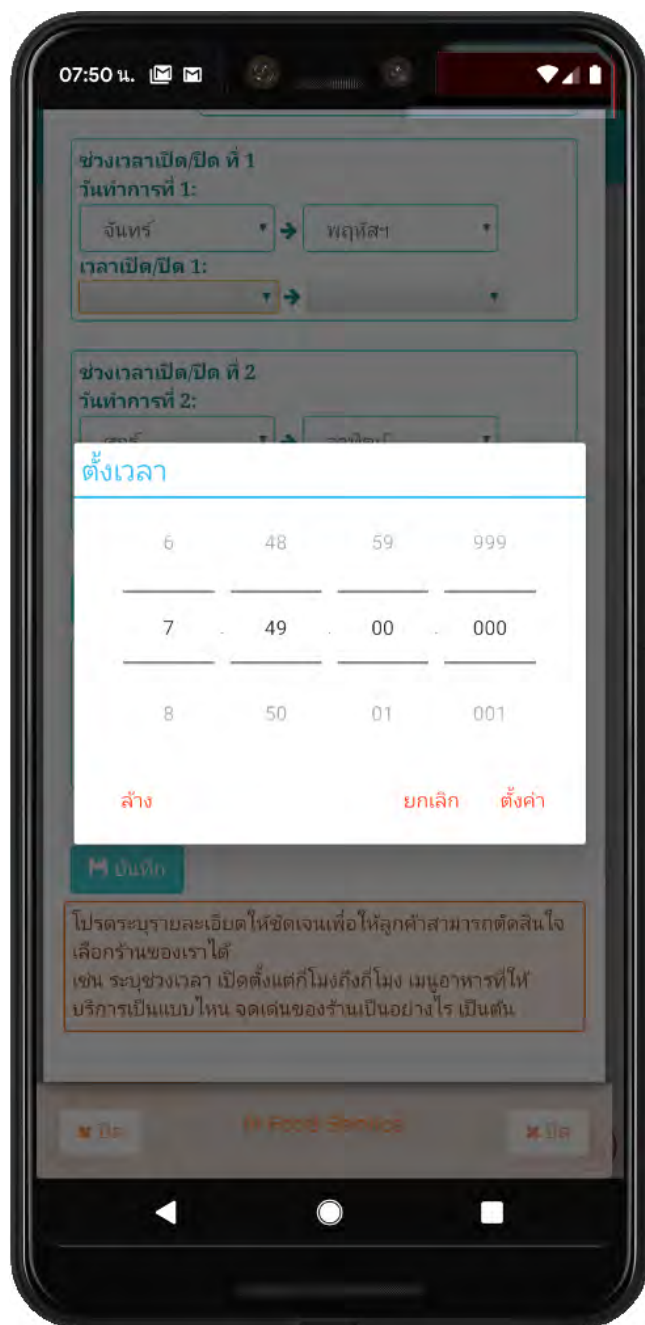 07:50 น.
ช่วงเวลาเปิด/ปิด ที่ 1
วันทำการที่ 1:
จันทร์ พฤหัสฯ
เวลาเปิด/ปิด 1:
ช่วงเวลาเปิด/ปิด ที่ 2
วันทำการที่ 2:
ตั้งเวลา
6 48 59 999
7 . 49 . 00 . 000
8 50 01 001
ล้าง ยกเลิก ตั้งค่า
บันทึก
โปรดระบุรายละเอียดให้ชัดเจนเพื่อให้ลูกค้าสามารถตัดสินใจ
เลือกร้านของเราได้
เช่น ระบุช่วงเวลา เปิดตั้งแต่กี่โมงถึงกี่โมง เมนูอาหารที่ให้
บริการเป็นแบบไหน จุดเด่นของร้านเป็นอย่างไร เป็นต้น
ปิด Food Service ปิด